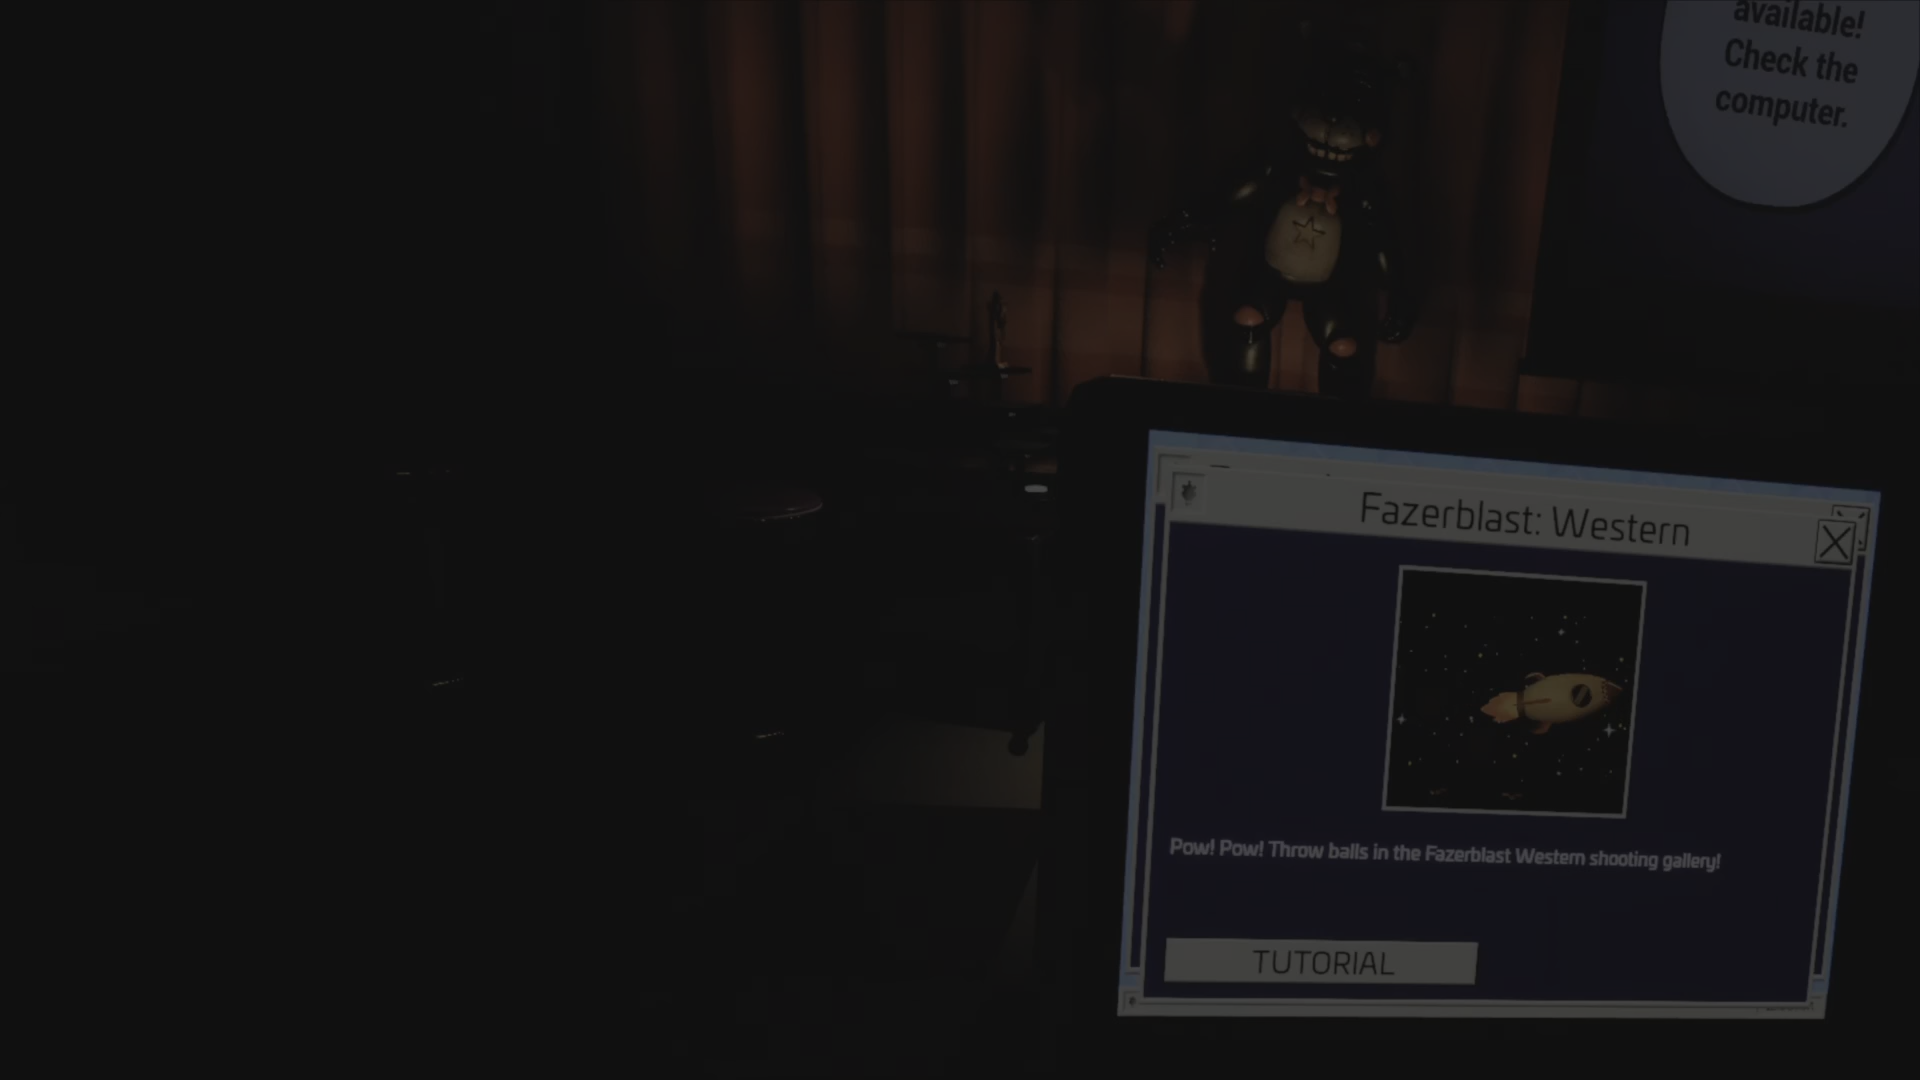 available!
Check the
computer.
Fazerblast: Western
Pow! Pow! Throw balls in the Fazerblast Western shooting gallery!
TUTORIAL